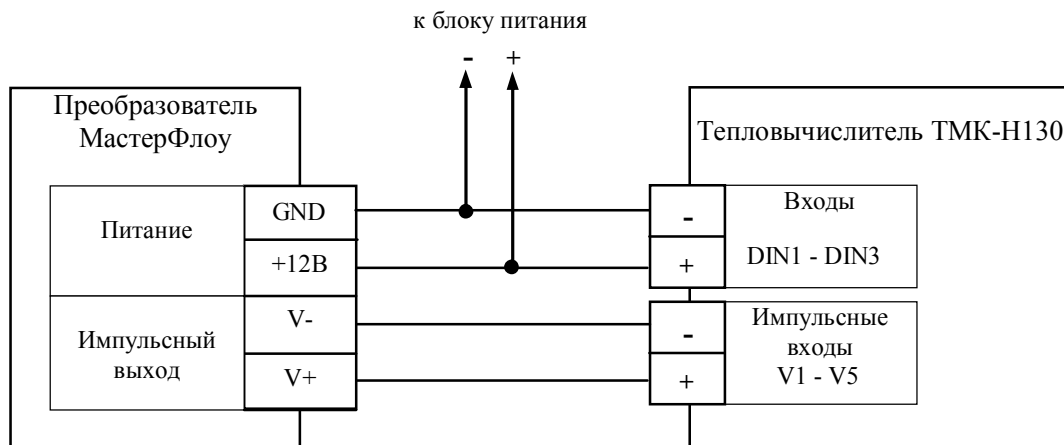 к блоку питания
- +
Преобразователь
МастерФлоу
Тепловычислитель ТМК-Н130
Питание
GND
+12В
Импульсный
выход
V-
V+
-
+
Входы
DIN1 - DIN3
-
+
Импульсные
входы
V1 - V5